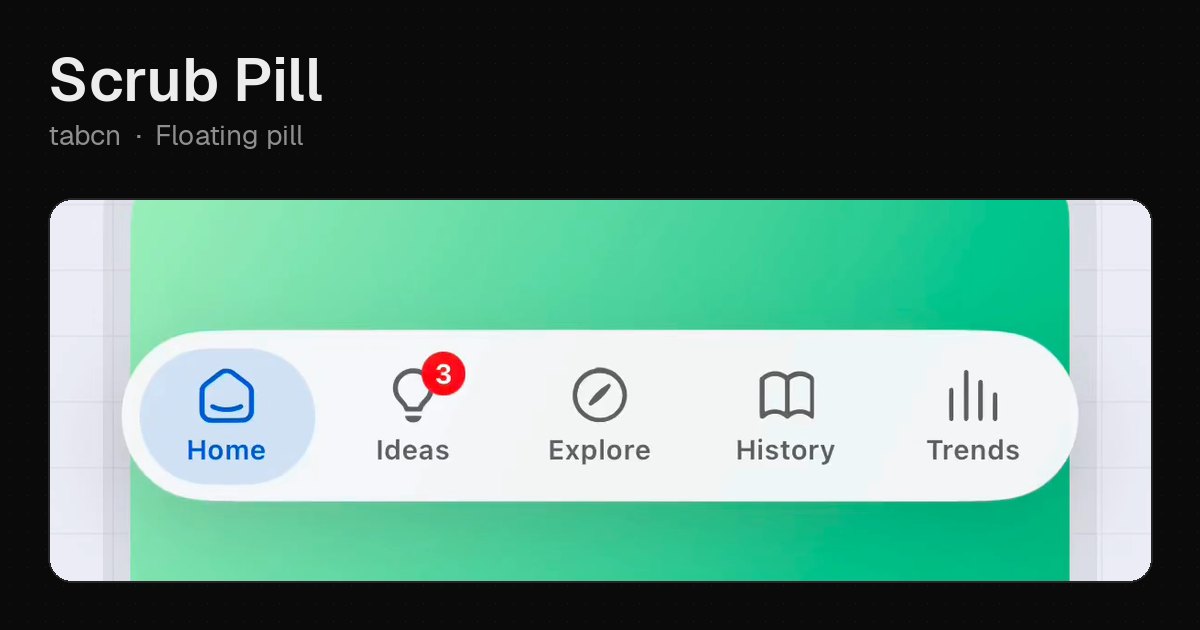 Scrub Pill
tabcn · Floating pill
3
Home
Ideas
Explore
History
Trends